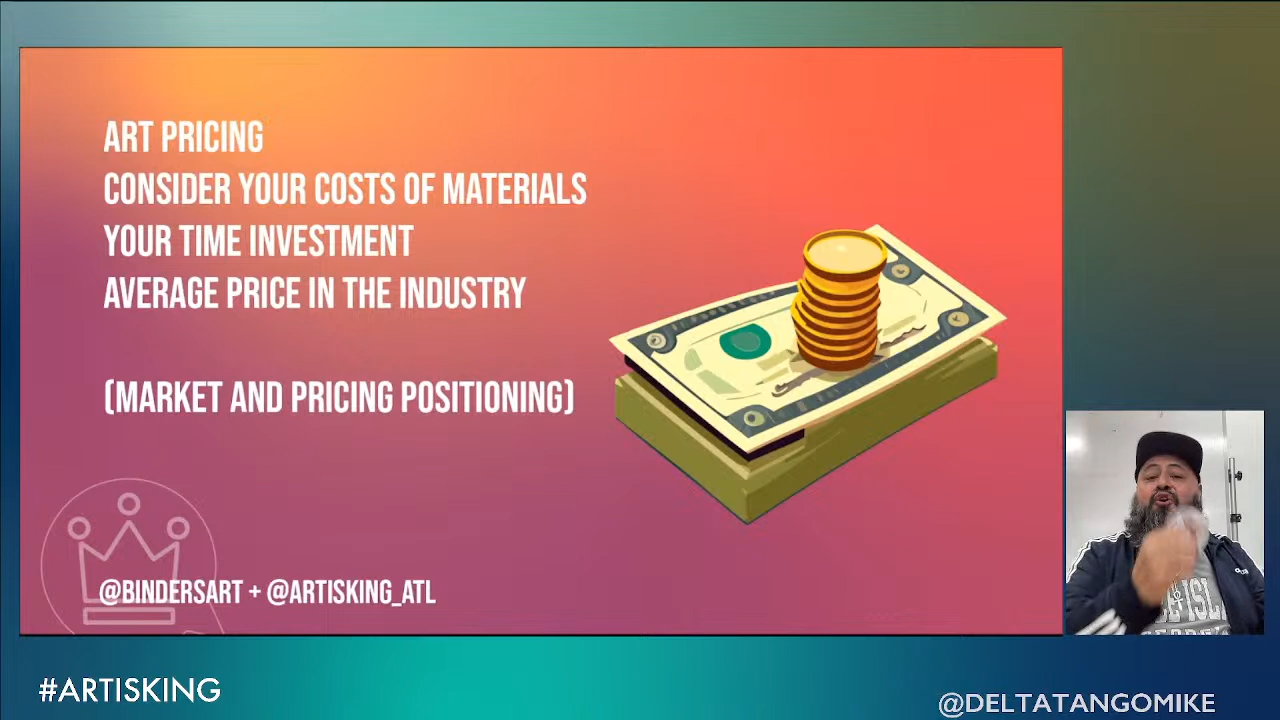 ART PRICING
CONSIDER YOUR COSTS OF MATERIALS
YOUR TIME INVESTMENT
AVERAGE PRICE IN THE INDUSTRY
(MARKET AND PRICING POSITIONING)
@BINDERSART + @ARTISKING_ATL
#ARTISKING
@DELTATANGOMIKE